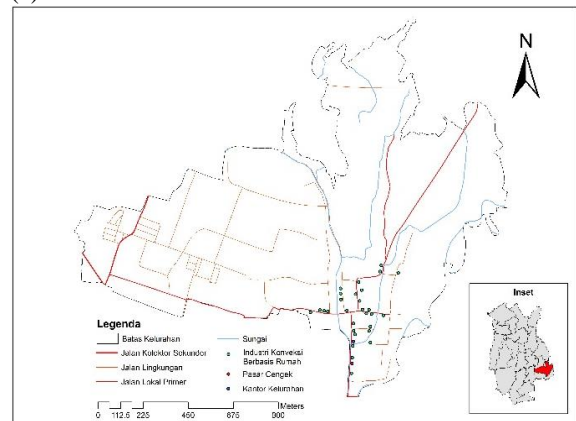 N
Inset
Legenda
Batas Kelurahan
Jalan Kolektor Sekunder
Jalan Lingkungan
Jalan Lokal Primer
Sungai
Industri Konveksi
Berbasis Rumah
Pasar Cengek
Kantor Kelurahan
0 112.5 225 450 675 900
Meters